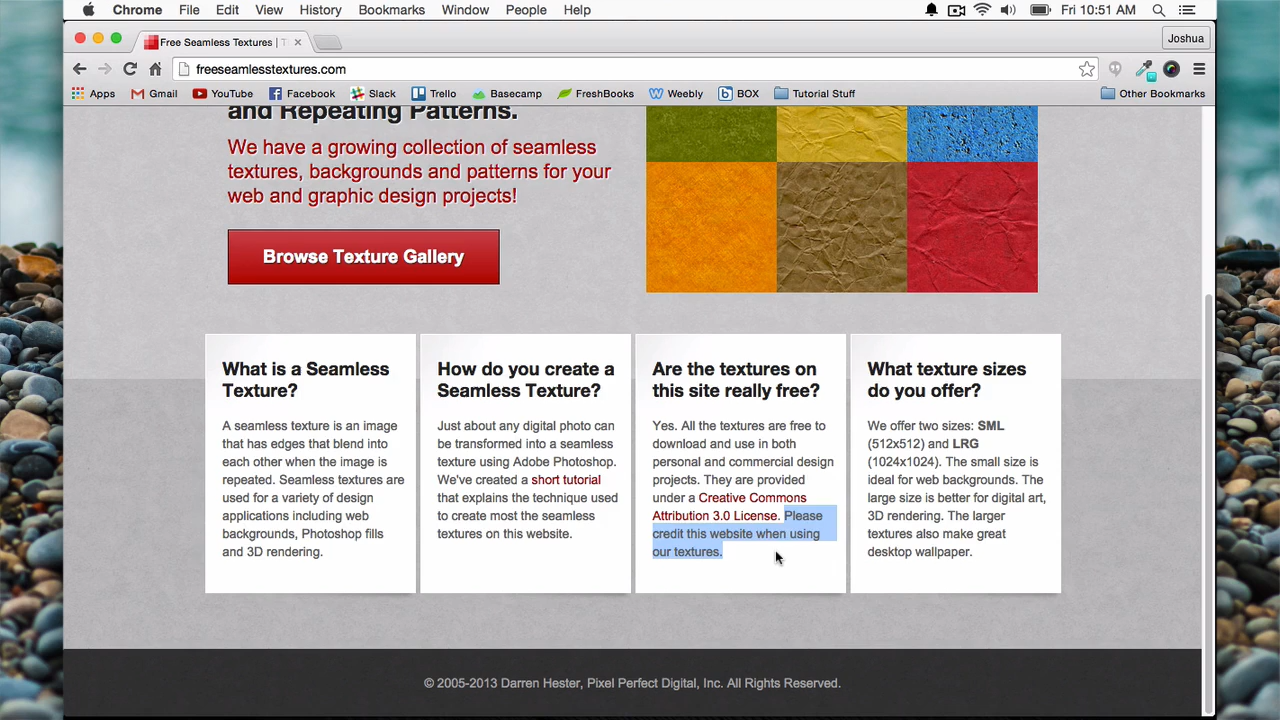 Chrome File Edit View History Bookmarks Window People Help Fri 10:51 AM
Free Seamless Textures | Joshua
freeseamlesstextures.com
Apps Gmail YouTube Facebook Slack Trello Basecamp FreshBooks Weebly BOX Tutorial Stuff Other Bookmarks
and Repeating Patterns.
We have a growing collection of seamless
textures, backgrounds and patterns for your
web and graphic design projects!
Browse Texture Gallery
What is a Seamless
Texture?
A seamless texture is an image
that has edges that blend into
each other when the image is
repeated. Seamless textures are
used for a variety of design
applications including web
backgrounds, Photoshop fills
and 3D rendering.
How do you create a
Seamless Texture?
Just about any digital photo can
be transformed into a seamless
texture using Adobe Photoshop.
We've created a short tutorial
that explains the technique used
to create most the seamless
textures on this website.
Are the textures on
this site really free?
Yes. All the textures are free to
download and use in both
personal and commercial design
projects. They are provided
under a Creative Commons
Attribution 3.0 License. Please
credit this website when using
our textures.
What texture sizes
do you offer?
We offer two sizes: SML
(512x512) and LRG
(1024x1024). The small size is
ideal for web backgrounds. The
large size is better for digital art,
3D rendering. The larger
textures also make great
desktop wallpaper.
© 2005-2013 Darren Hester, Pixel Perfect Digital, Inc. All Rights Reserved.